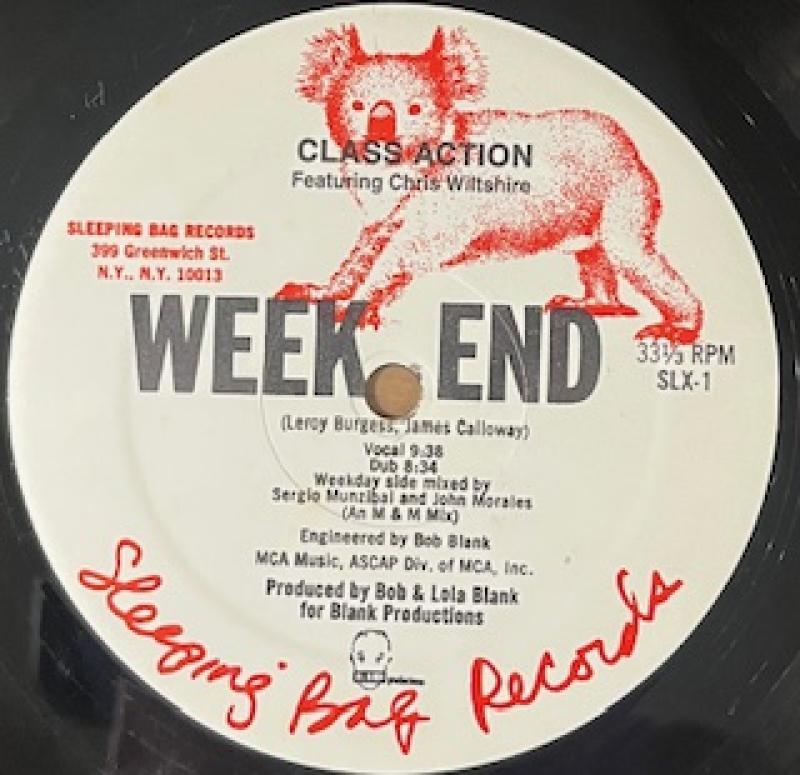 CLASS ACTION
Featuring Chris Wiltshire
SLEEPING BAG RECORDS
399 Greenwich St.
N.Y., N.Y. 10013
WEEK END
33⅓ RPM
SLX-1
(Leroy Burgess, James Calloway)
Vocal 9:38
Dub 8:34
Weekday side mixed by
Sergio Munzibai and John Morales
(An M & M Mix)
Engineered by Bob Blank
MCA Music, ASCAP Div. of MCA, Inc.
Produced by Bob & Lola Blank
for Blank Productions
Sleeping Bag Records